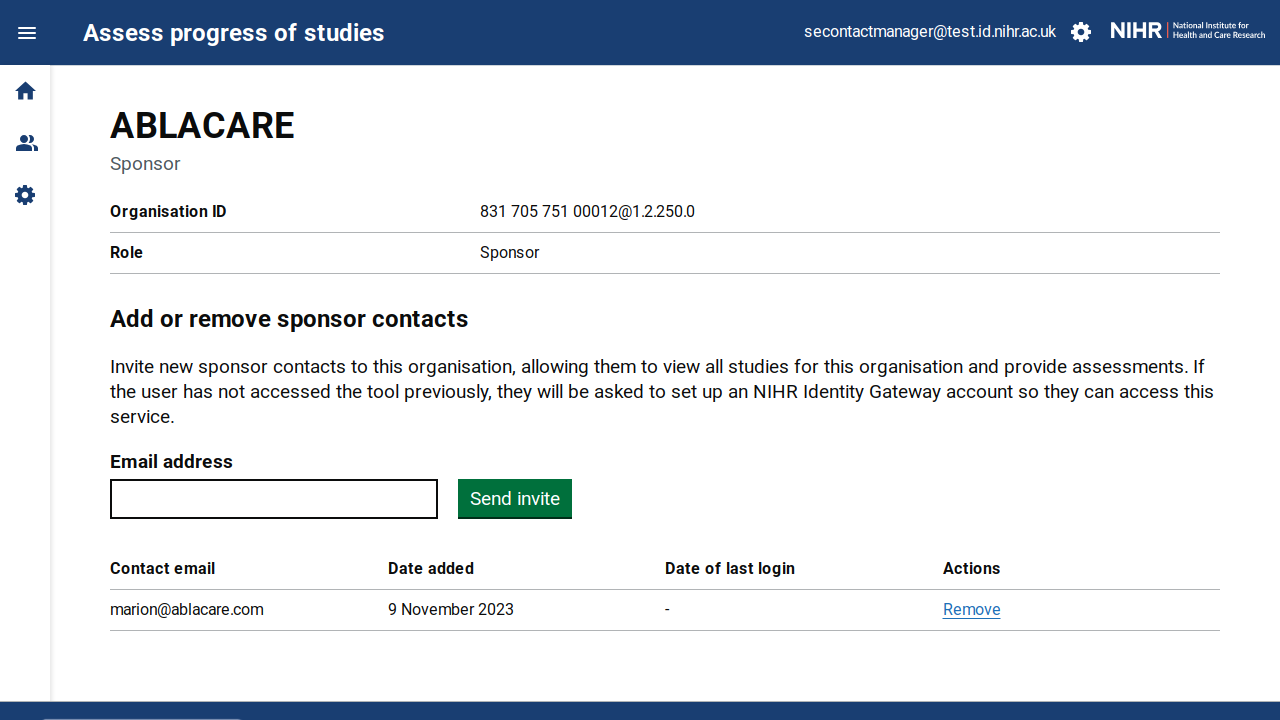 Assess progress of studies
secontactmanager@test.id.nihr.ac.uk
NIHR
National Institute for
Health and Care Research
ABLACARE
Sponsor
Organisation ID 831 705 751 00012@1.2.250.0
Role Sponsor
Add or remove sponsor contacts
Invite new sponsor contacts to this organisation, allowing them to view all studies for this organisation and provide assessments. If
the user has not accessed the tool previously, they will be asked to set up an NIHR Identity Gateway account so they can access this
service.
Email address
Send invite
Contact email Date added Date of last login Actions
marion@ablacare.com 9 November 2023 - Remove